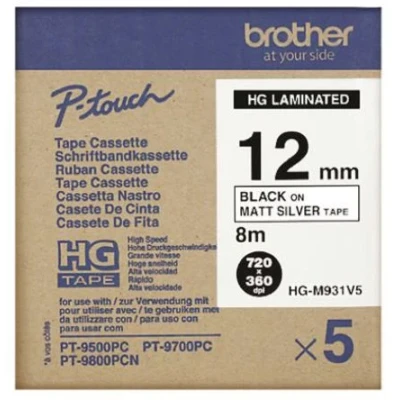 brother
at your side
P-touch
HG LAMINATED
12 mm
BLACK ON
MATT SILVER TAPE
8m
720
x
360
dpi
HG-M931V5
Tape Cassette
Schriftbandkassette
Ruban Cassette
Tape Cassette
Cassetta Nastro
Casete De Cinta
Cassete De Fita
HG
TAPE
High Speed
Hohe Druckgeschwindigkeit
Grande vitesse
Hoge snelheid
Alta velocidad
Rápido
Alta velocidad
for use with / zur Verwendung mit
pour utiliser avec / te gebruiken met
da utilizzare con / para uso con
para usar com
*à vos côtés
PT-9500PC PT-9700PC
PT-9800PCN
×5